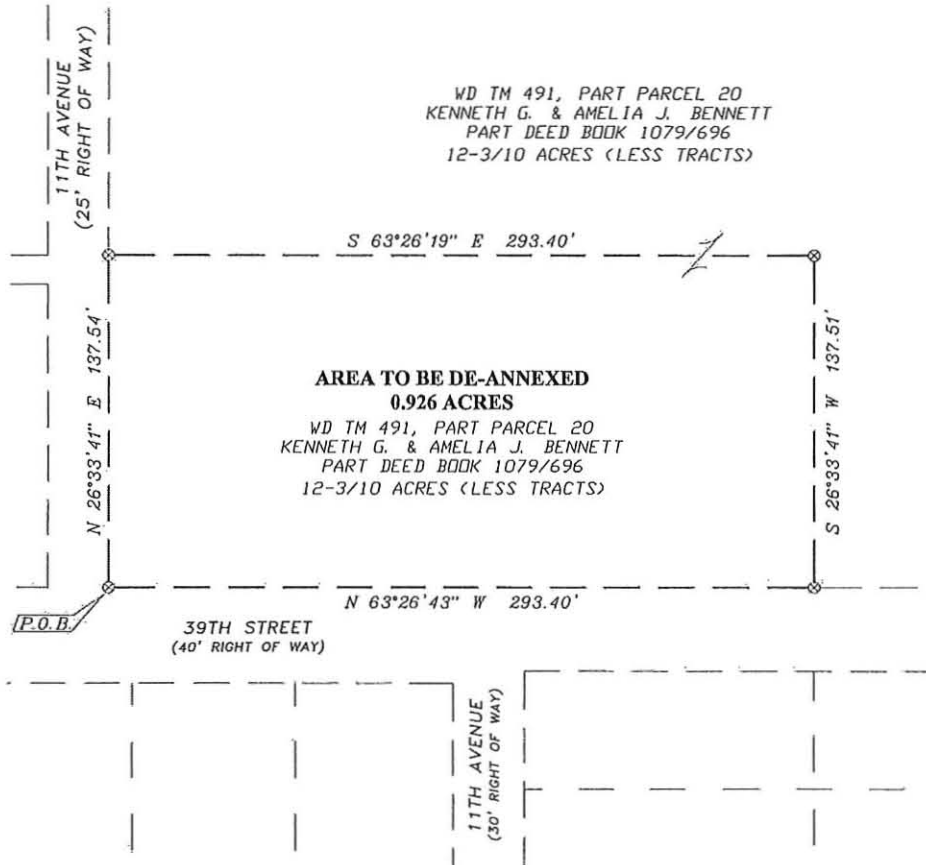 11TH AVENUE
(25' RIGHT OF WAY)
WD TM 491, PART PARCEL 20
KENNETH G. & AMELIA J. BENNETT
PART DEED BOOK 1079/696
12-3/10 ACRES (LESS TRACTS)
S 63°26'19" E 293.40'
N 26°33'41" E 137.54'
S 26°33'41" W 137.51'
AREA TO BE DE-ANNEXED
0.926 ACRES
WD TM 491, PART PARCEL 20
KENNETH G. & AMELIA J. BENNETT
PART DEED BOOK 1079/696
12-3/10 ACRES (LESS TRACTS)
N 63°26'43" W 293.40'
P.O.B.
39TH STREET
(40' RIGHT OF WAY)
11TH AVENUE
(30' RIGHT OF WAY)